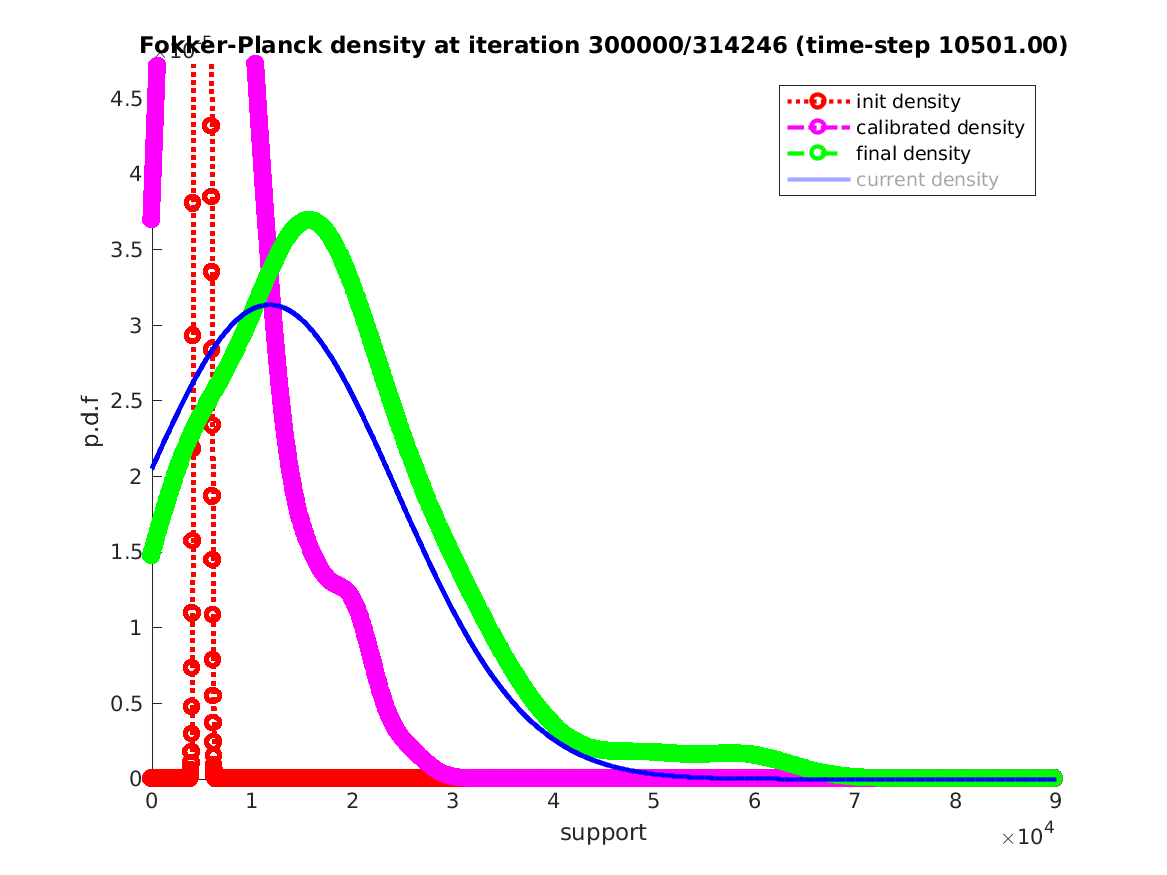 Fokker-Planck density at iteration 300000/314246 (time-step 10501.00)
×10⁻⁵
4.5
4
3.5
3
2.5
2
1.5
1
0.5
0
p.d.f
init density
calibrated density
final density
current density
0 1 2 3 4 5 6 7 8 9
support
×10⁴